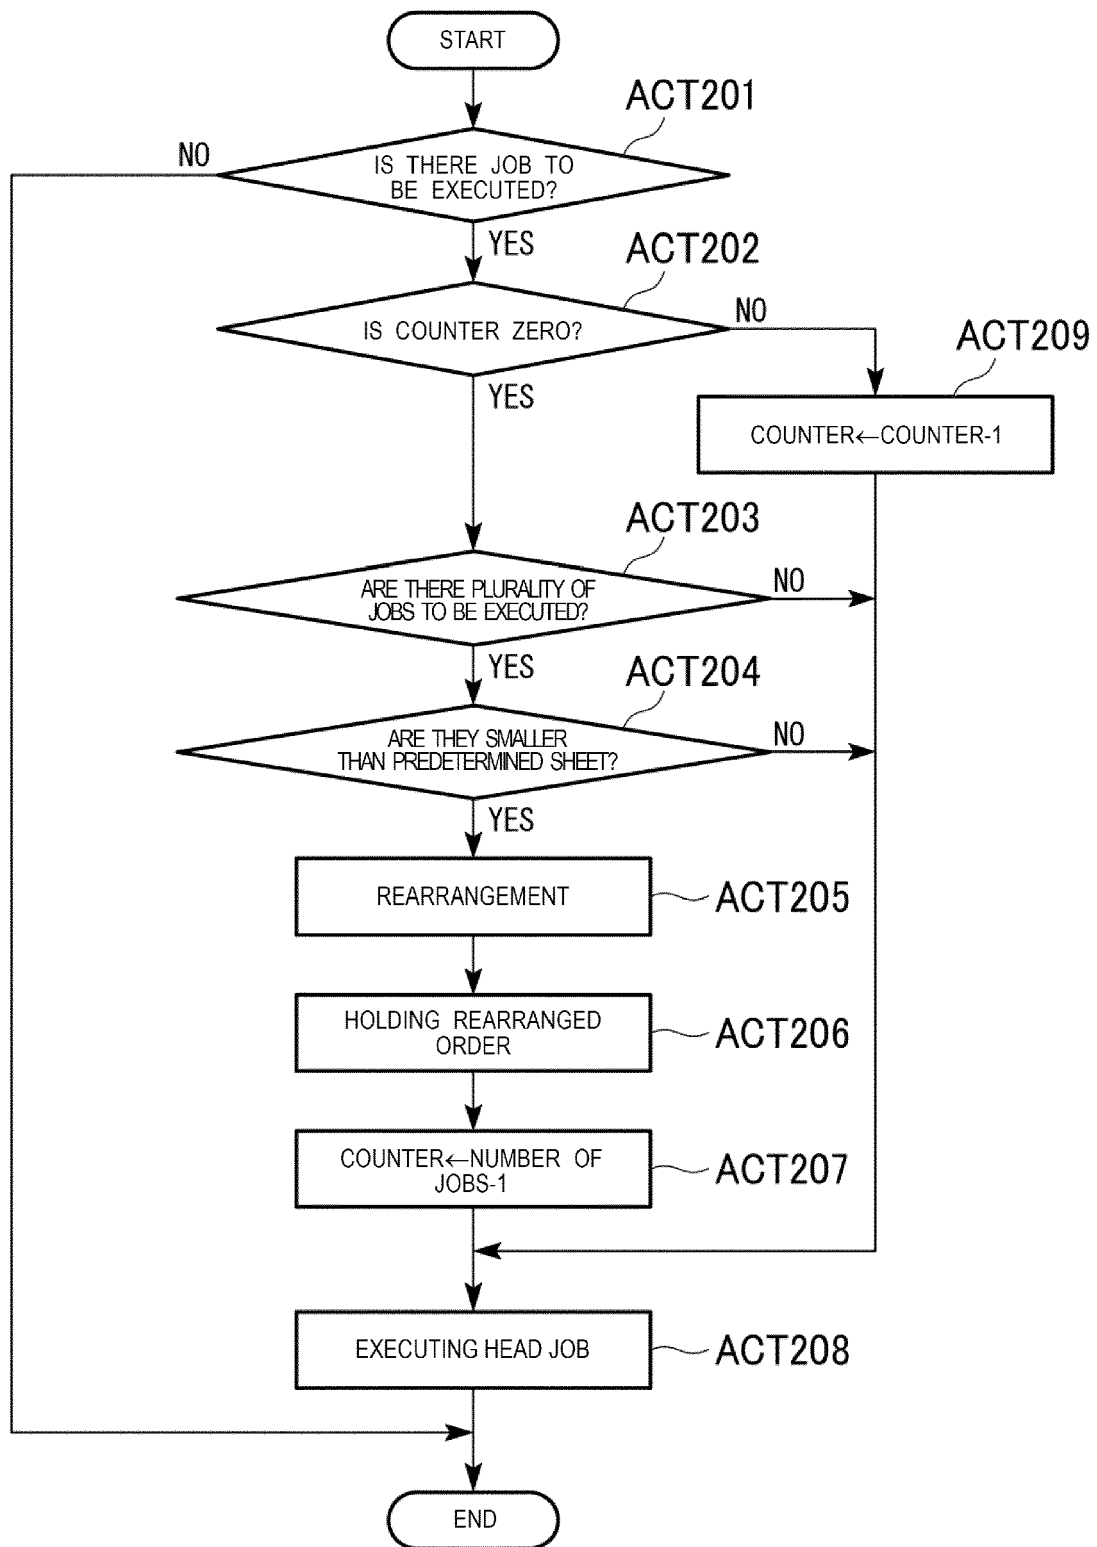 START
ACT201
NO
IS THERE JOB TO
BE EXECUTED?
YES
ACT202
IS COUNTER ZERO?
NO
YES
ACT209
COUNTER←COUNTER-1
ACT203
ARE THERE PLURALITY OF
JOBS TO BE EXECUTED?
NO
YES
ACT204
ARE THEY SMALLER
THAN PREDETERMINED SHEET?
NO
YES
REARRANGEMENT
ACT205
HOLDING REARRANGED
ORDER
ACT206
COUNTER←NUMBER OF
JOBS-1
ACT207
EXECUTING HEAD JOB
ACT208
END